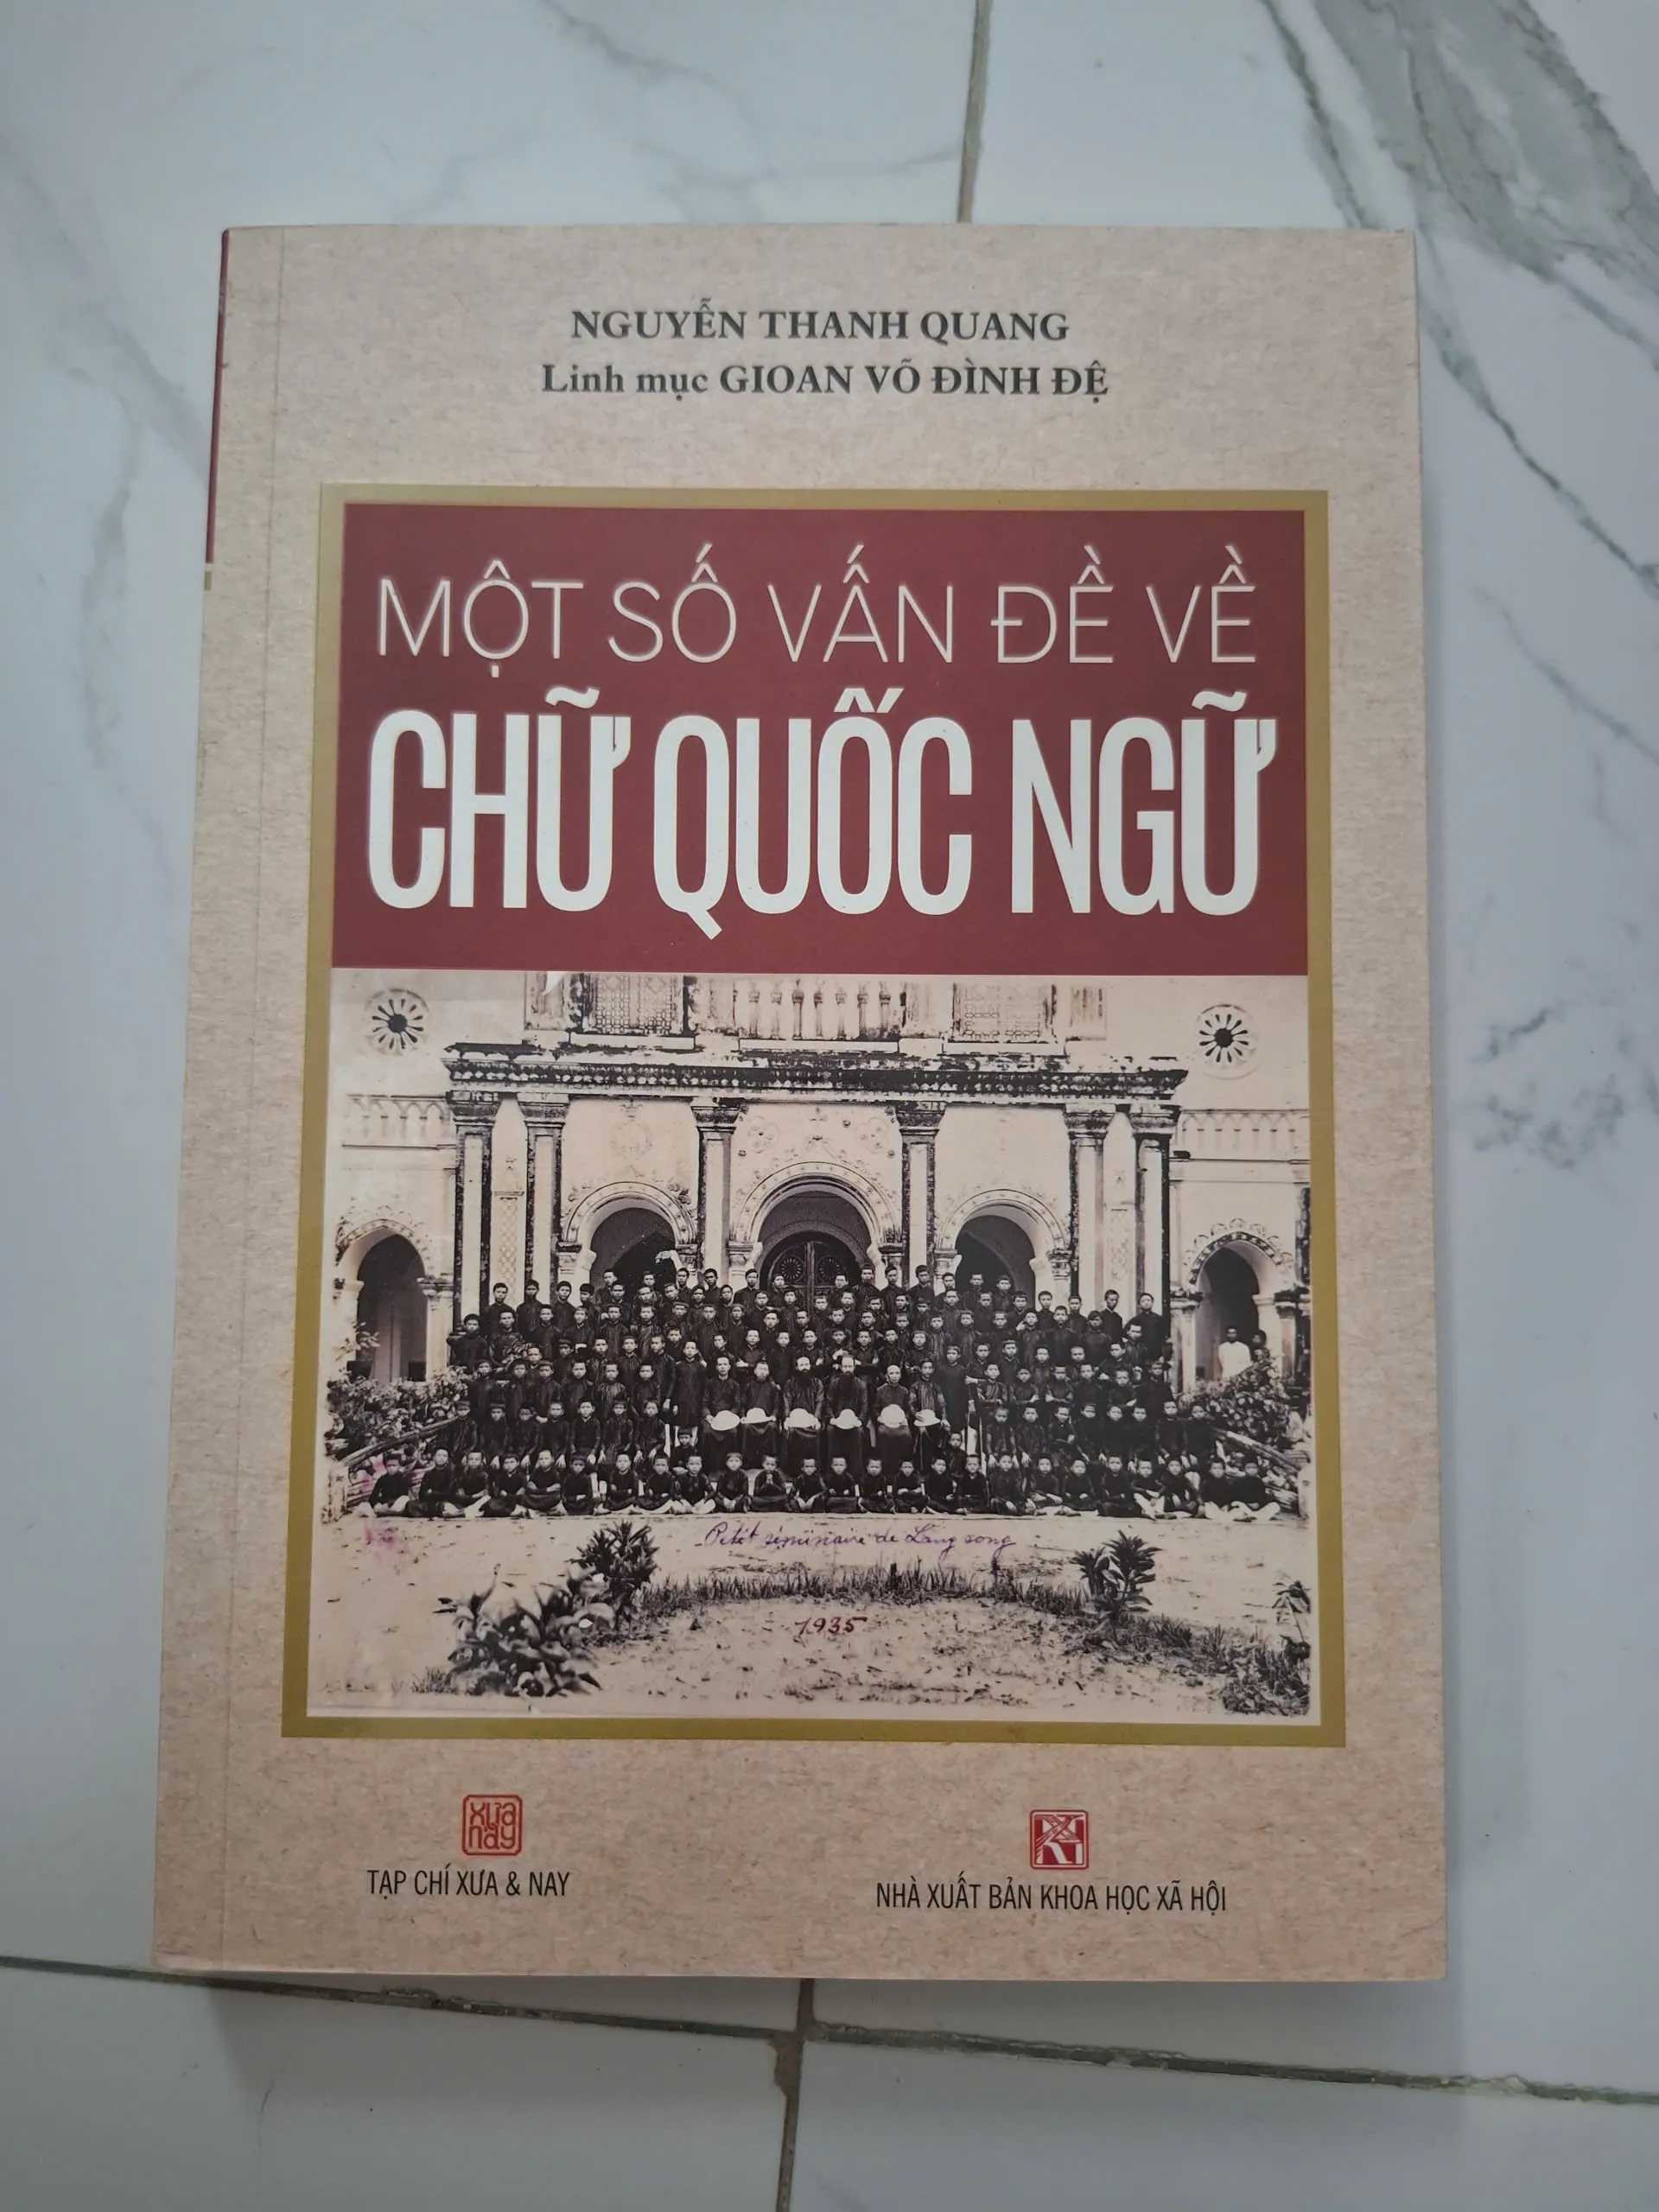 NGUYỄN THANH QUANG
Linh mục GIOAN VÕ ĐÌNH ĐỆ
MỘT SỐ VẤN ĐỀ VỀ
CHỮ QUỐC NGỮ
Petit séminaire de Lang song
1935
xưa
nay
TẠP CHÍ XƯA & NAY
NHÀ XUẤT BẢN KHOA HỌC XÃ HỘI